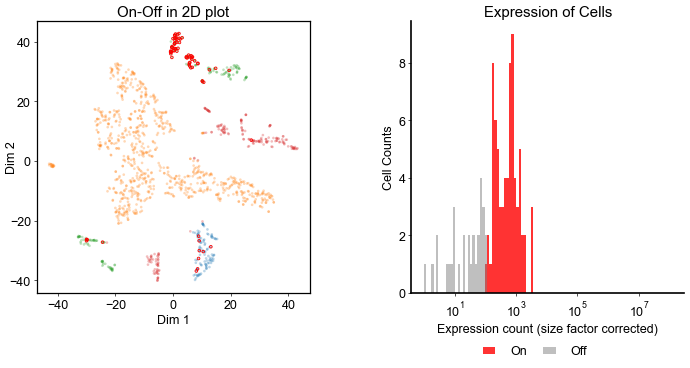 On-Off in 2D plot
40
20
0
−20
−40
Dim 2
−40 −20 0 20 40
Dim 1
Expression of Cells
8
6
4
2
0
Cell Counts
10^1 10^3 10^5 10^7
Expression count (size factor corrected)
On Off